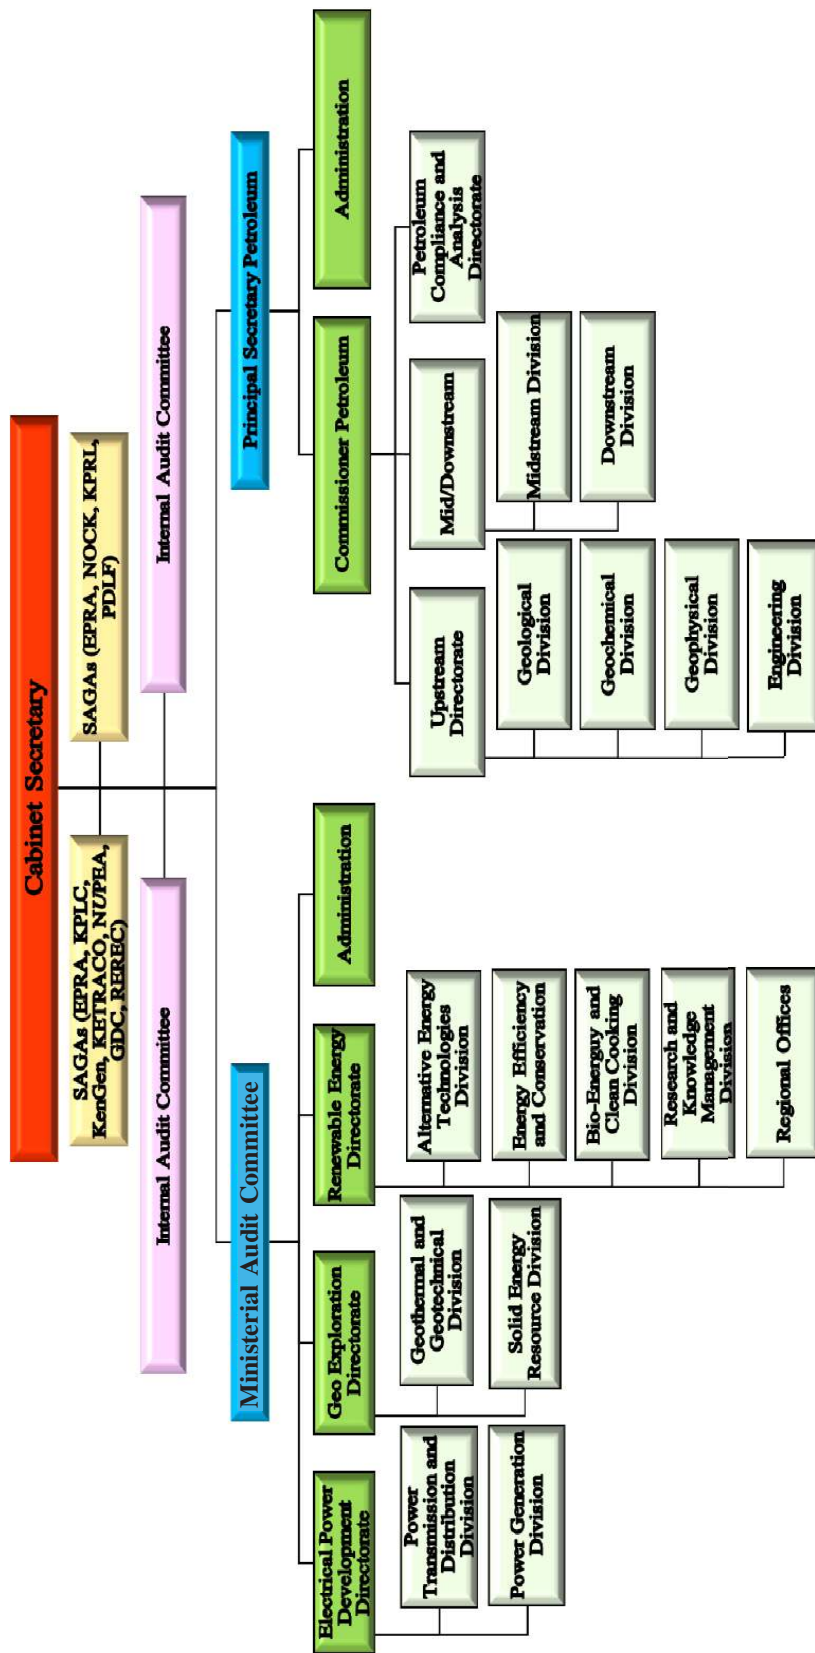 Cabinet Secretary
SAGAs (EPRA, KPLC,
KenGen, KETRACO, NUPEA,
GDC, REREC)
SAGAs (EPRA, NOCK, KPRL,
PDLF)
Internal Audit Committee
Internal Audit Committee
Ministerial Audit Committee
Principal Secretary Petroleum
Electrical Power
Development
Directorate
Geo Exploration
Directorate
Renewable Energy
Directorate
Administration
Commissioner Petroleum
Administration
Power
Transmission and
Distribution
Division
Power Generation
Division
Geothermal and
Geotechnical
Division
Solid Energy
Resource Division
Alternative Energy
Technologies
Division
Energy Efficiency
and Conservation
Bio-Energuy and
Clean Cooking
Division
Research and
Knowledge
Management
Division
Regional Offices
Upstream
Directorate
Geological
Division
Geochemical
Division
Geophysical
Division
Engineering
Division
Mid/Downstream
Midstream Division
Downstream
Division
Petroleum
Compliance and
Analysis
Directorate